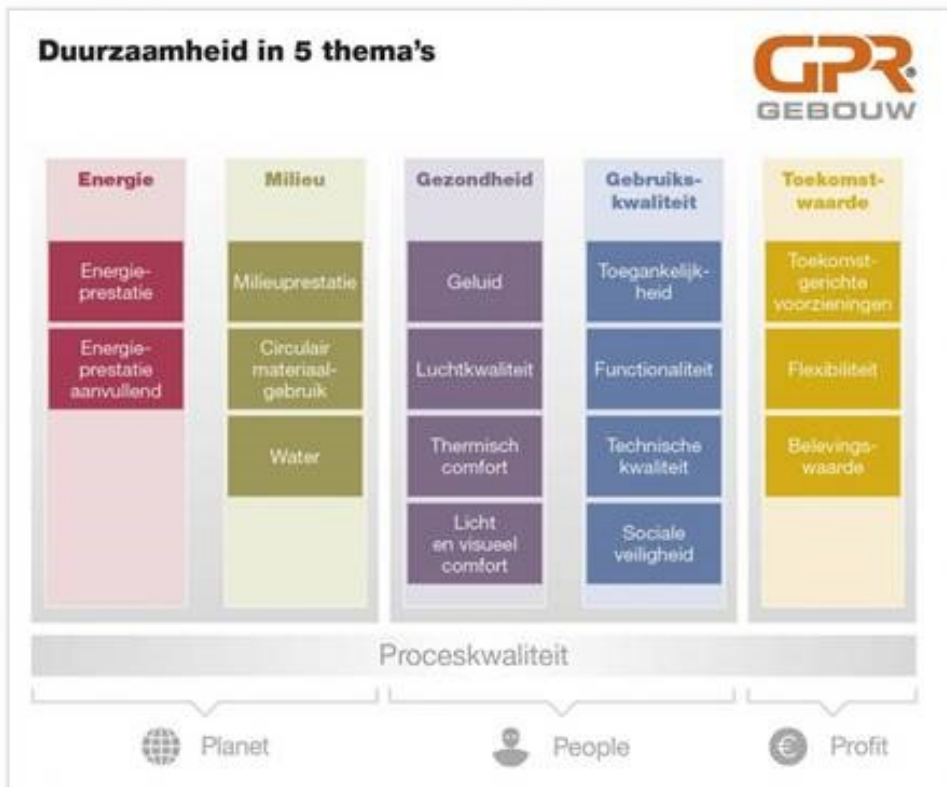 Duurzaamheid in 5 thema's
GPR®
GEBOUW
Energie
Energie-
prestatie
Energie-
prestatie
aanvullend
Milieu
Milieuprestatie
Circulair
materiaal-
gebruik
Water
Gezondheid
Geluid
Luchtkwaliteit
Thermisch
comfort
Licht
en visueel
comfort
Gebruiks-
kwaliteit
Toegankelijk-
heid
Functionaliteit
Technische
kwaliteit
Sociale
veiligheid
Toekomst-
waarde
Toekomst-
gerichte
voorzieningen
Flexibiliteit
Belevings-
waarde
Proceskwaliteit
Planet
People
€ Profit